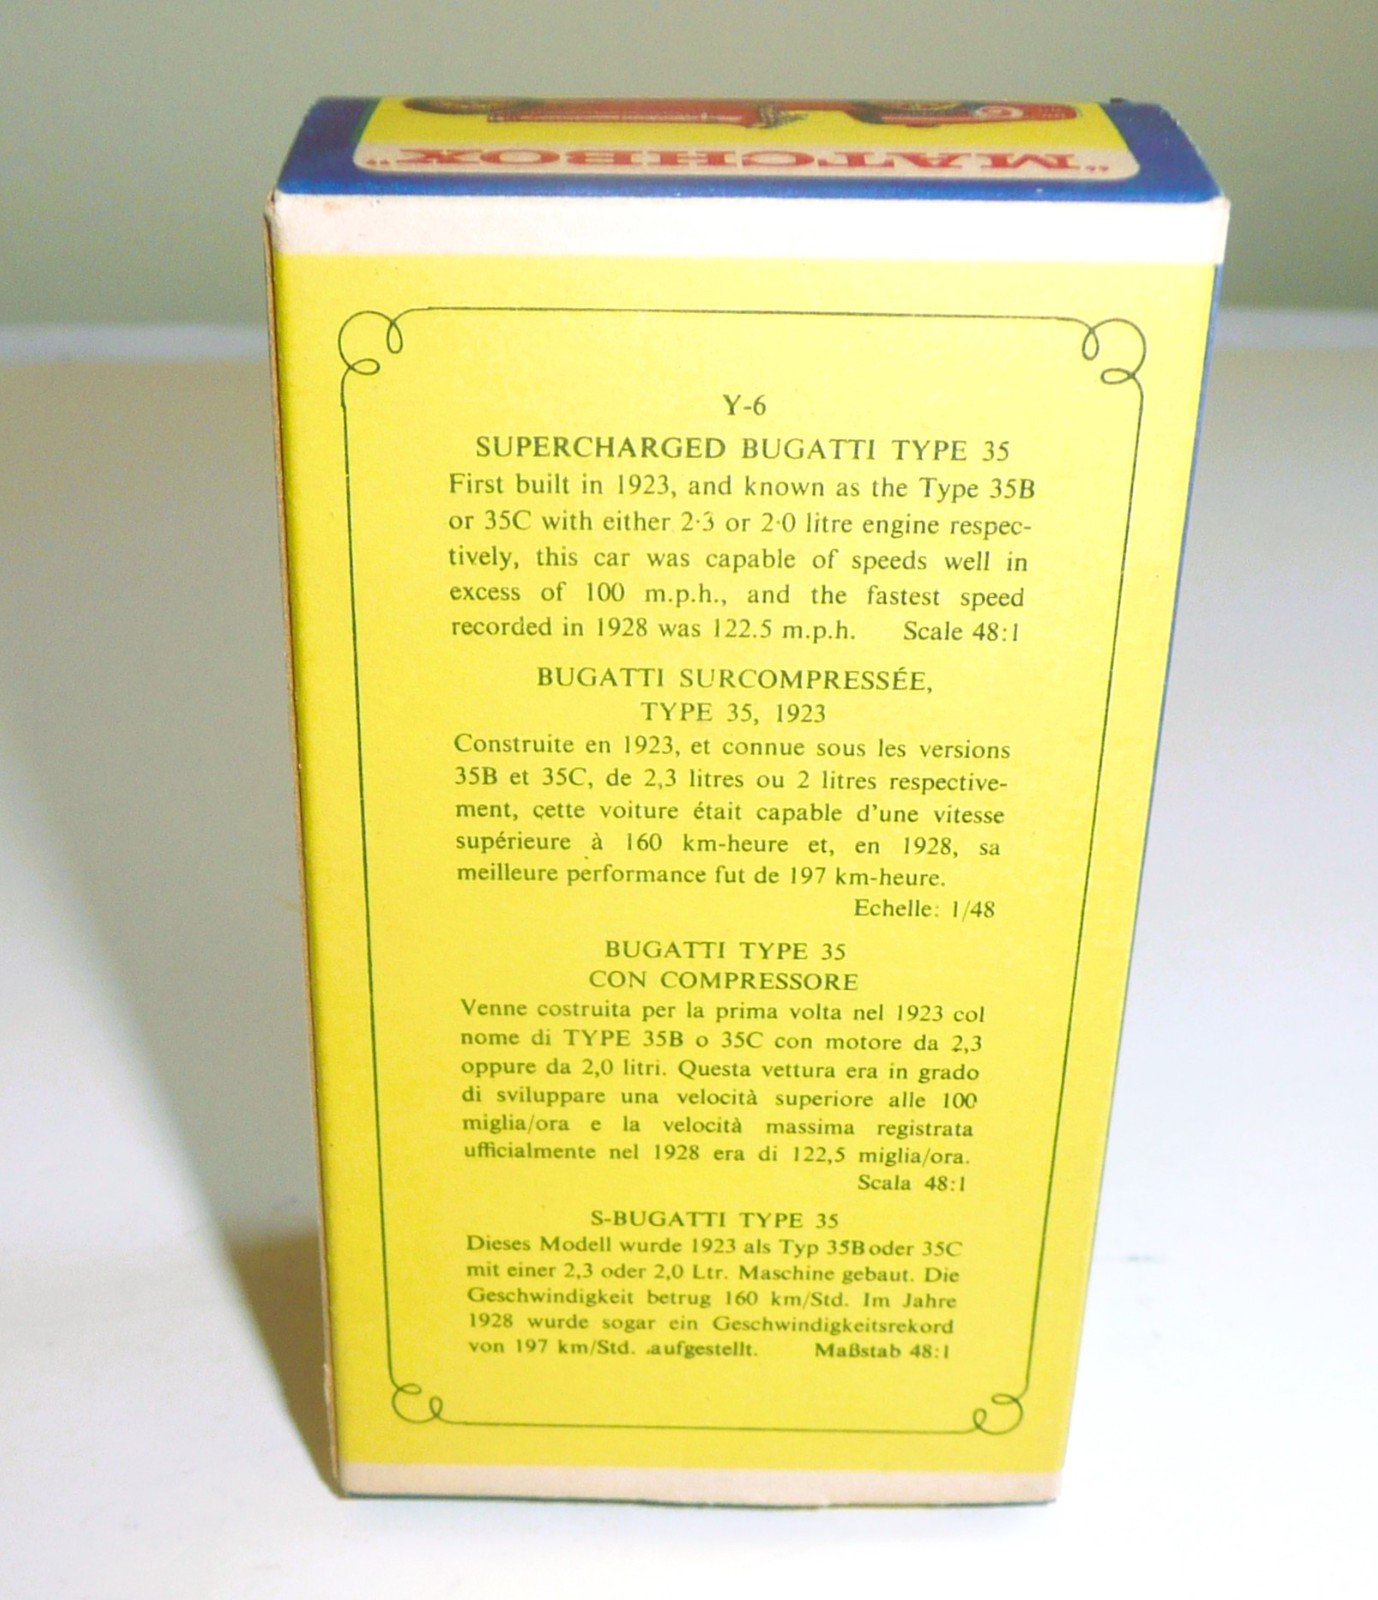 "MATCHBOX"
6
Y-6
SUPERCHARGED BUGATTI TYPE 35
First built in 1923, and known as the Type 35B
or 35C with either 2·3 or 2·0 litre engine respec-
tively, this car was capable of speeds well in
excess of 100 m.p.h., and the fastest speed
recorded in 1928 was 122.5 m.p.h. Scale 48:1
BUGATTI SURCOMPRESSÉE,
TYPE 35, 1923
Construite en 1923, et connue sous les versions
35B et 35C, de 2,3 litres ou 2 litres respective-
ment, cette voiture était capable d'une vitesse
supérieure à 160 km-heure et, en 1928, sa
meilleure performance fut de 197 km-heure.
Echelle: 1/48
BUGATTI TYPE 35
CON COMPRESSORE
Venne costruita per la prima volta nel 1923 col
nome di TYPE 35B o 35C con motore da 2,3
oppure da 2,0 litri. Questa vettura era in grado
di sviluppare una velocità superiore alle 100
miglia/ora e la velocità massima registrata
ufficialmente nel 1928 era di 122,5 miglia/ora.
Scala 48:1
S-BUGATTI TYPE 35
Dieses Modell wurde 1923 als Typ 35B oder 35C
mit einer 2,3 oder 2,0 Ltr. Maschine gebaut. Die
Geschwindigkeit betrug 160 km/Std. Im Jahre
1928 wurde sogar ein Geschwindigkeitsrekord
von 197 km/Std. aufgestellt. Maßstab 48:1